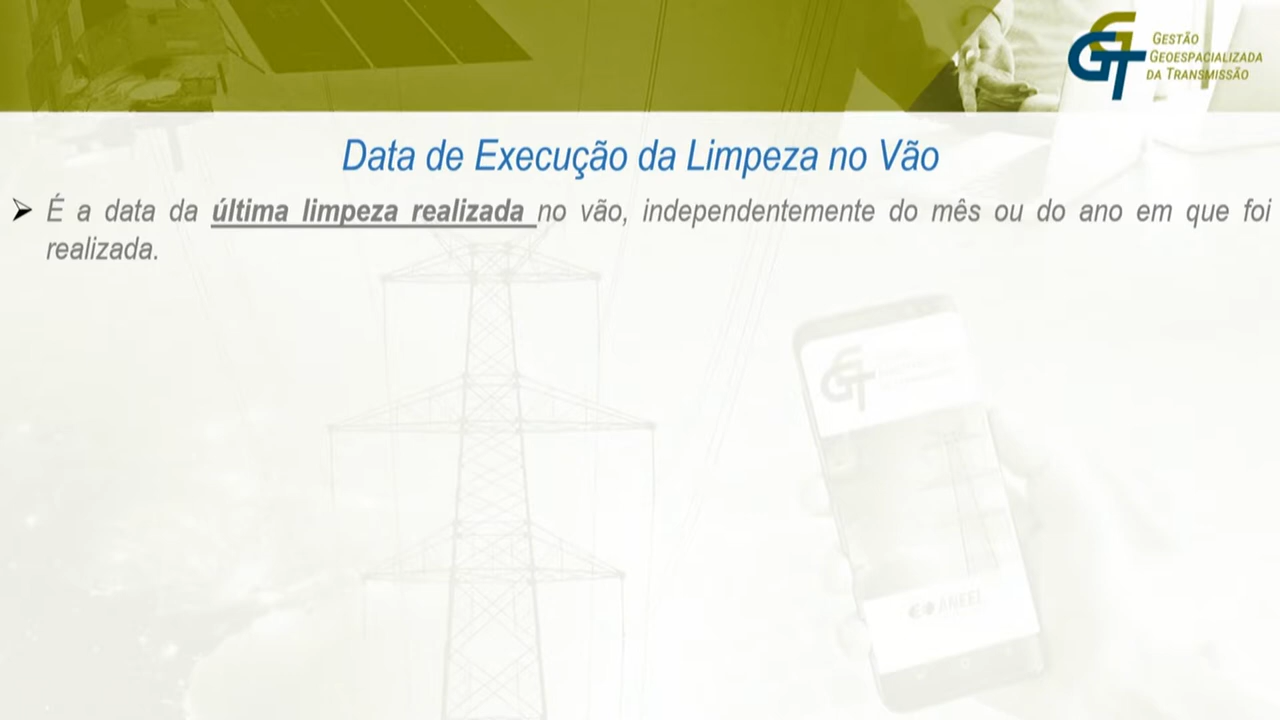 GESTÃO
GEOESPACIALIZADA
DA TRANSMISSÃO
Data de Execução da Limpeza no Vão
➢ É a data da última limpeza realizada no vão, independentemente do mês ou do ano em que foi
realizada.
ANEEL